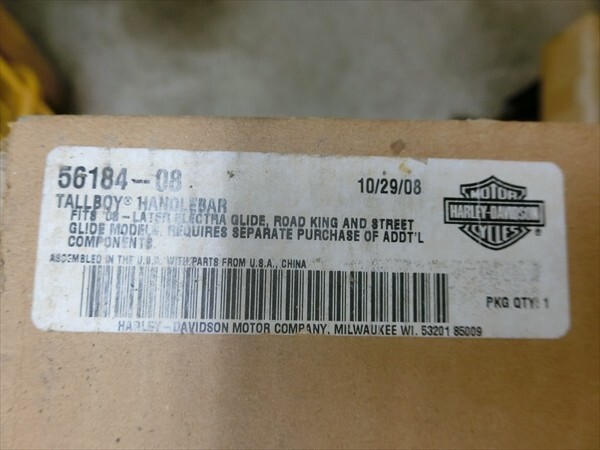 56184-08
10/29/08
TALLBOY® HANDLEBAR
FITS '08-LATER ELECTRA GLIDE, ROAD KING AND STREET
GLIDE MODELS. REQUIRES SEPARATE PURCHASE OF ADDT'L
COMPONENTS.
ASSEMBLED IN THE U.S.A. WITH PARTS FROM U.S.A., CHINA
MOTOR
HARLEY-DAVIDSON
CYCLES
®
PKG QTY: 1
HARLEY-DAVIDSON MOTOR COMPANY, MILWAUKEE WI. 53201 85009